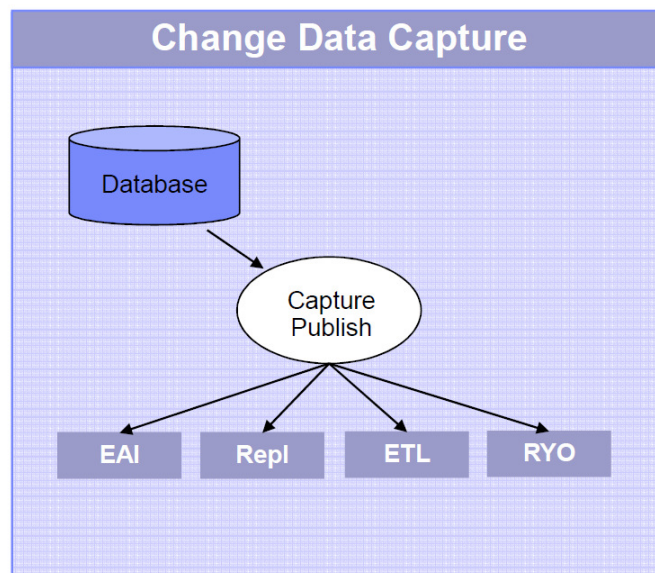 Change Data Capture
Database
Capture
Publish
EAI
Repl
ETL
RYO